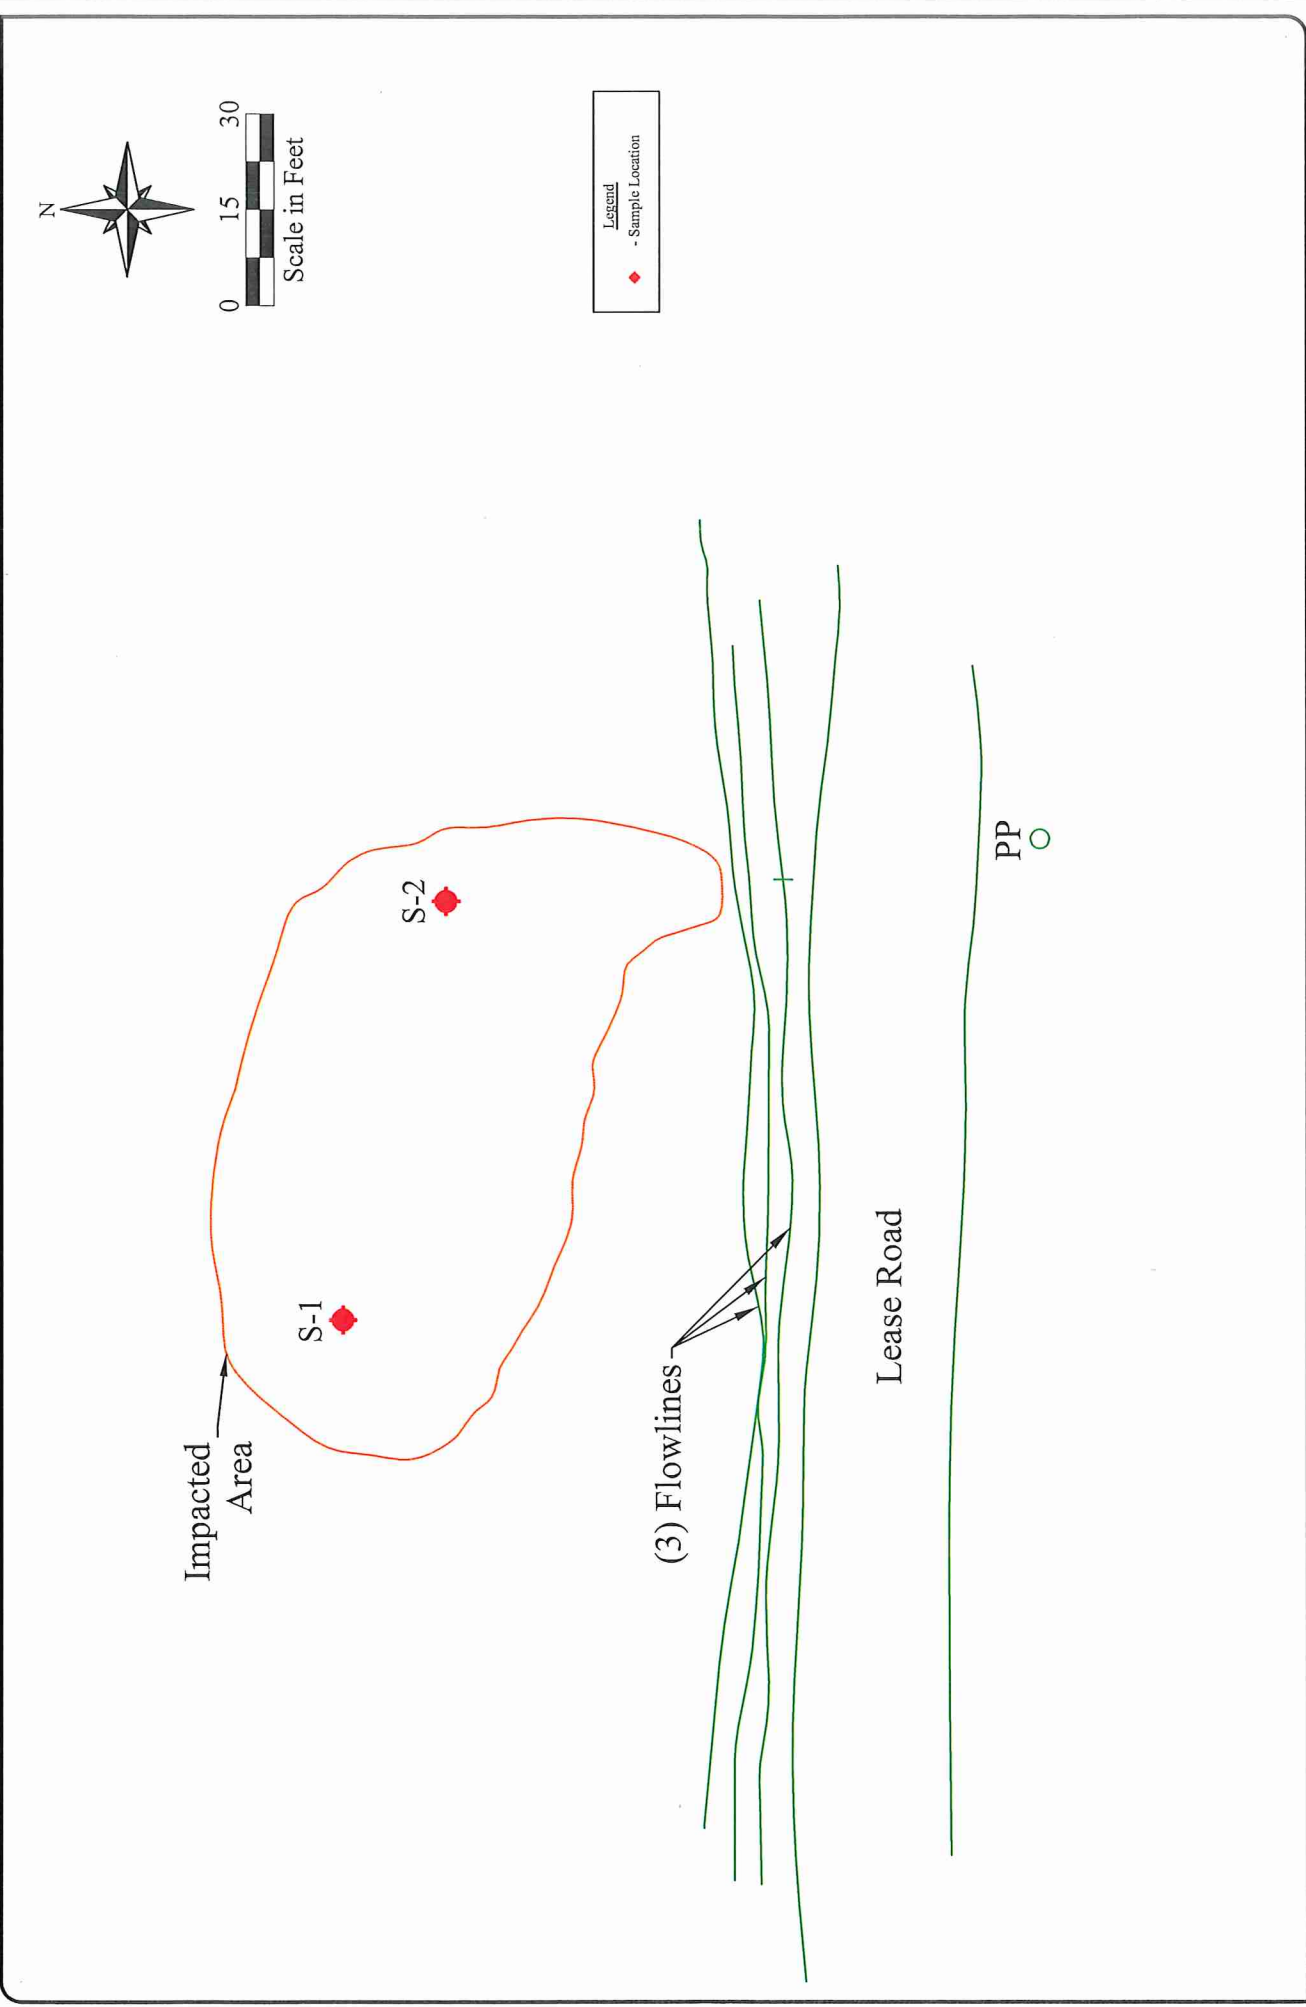 N
0 15 30
Scale in Feet
Legend
- Sample Location
Impacted
Area
S-1
S-2
(3) Flowlines
Lease Road
PP